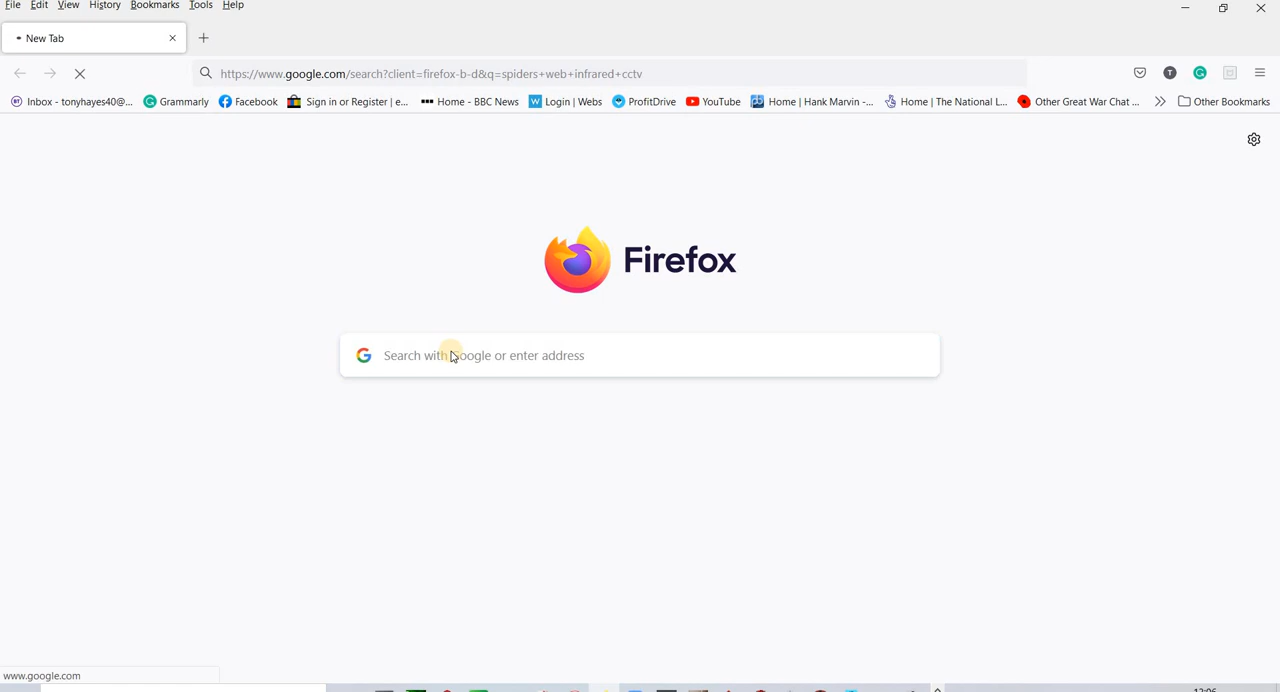 File Edit View History Bookmarks Tools Help
New Tab
https://www.google.com/search?client=firefox-b-d&q=spiders+web+infrared+cctv
T
Inbox - tonyhayes40@... Grammarly Facebook Sign in or Register | e... Home - BBC News W Login | Webs ProfitDrive YouTube Home | Hank Marvin -... Home | The National L... Other Great War Chat ... Other Bookmarks
Firefox
G Search with Google or enter address
www.google.com